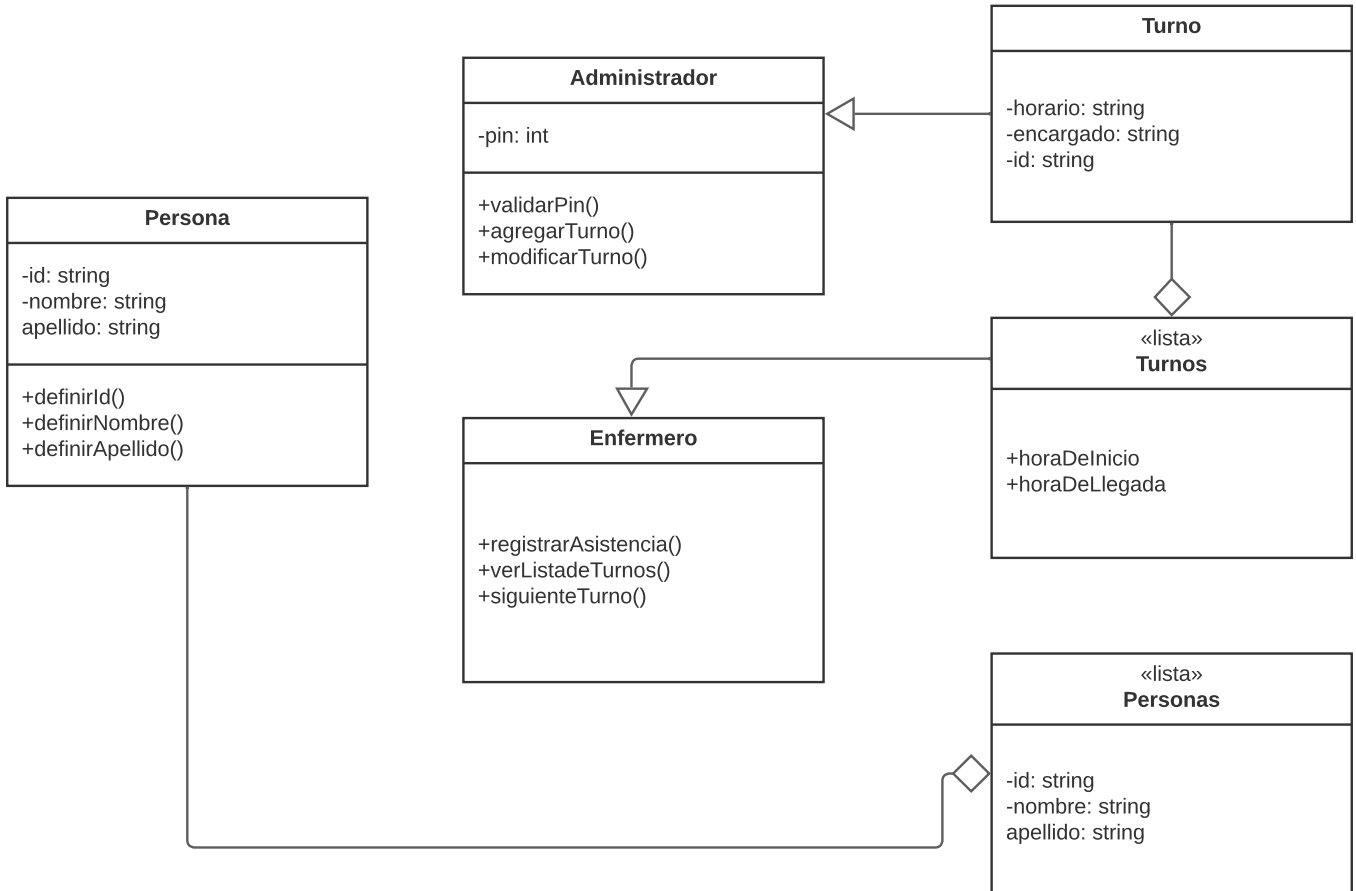 Turno
-horario: string
-encargado: string
-id: string
Administrador
-pin: int
+validarPin()
+agregarTurno()
+modificarTurno()
Persona
-id: string
-nombre: string
apellido: string
+definirId()
+definirNombre()
+definirApellido()
«lista»
Turnos
+horaDeInicio
+horaDeLlegada
Enfermero
+registrarAsistencia()
+verListadeTurnos()
+siguienteTurno()
«lista»
Personas
-id: string
-nombre: string
apellido: string